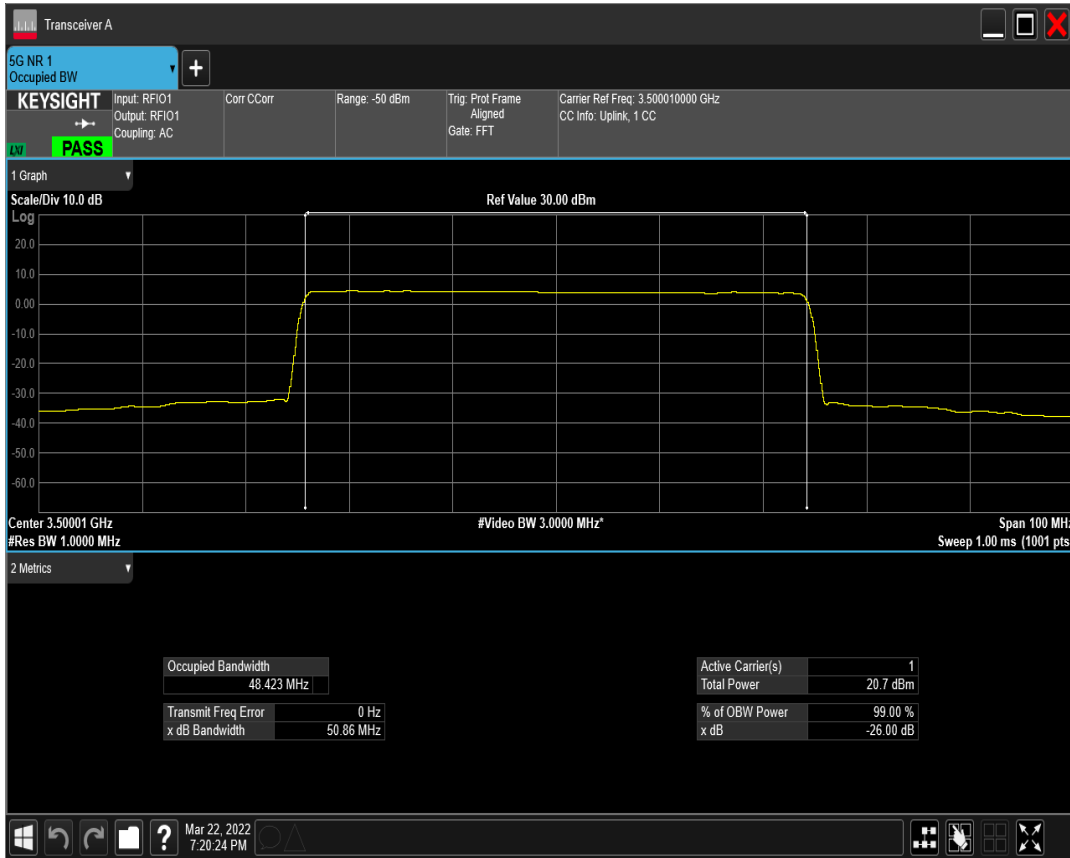 Transceiver A
5G NR 1
Occupied BW
KEYSIGHT
LXI
PASS
Input: RFIO1
Output: RFIO1
Coupling: AC
Corr CCorr
Range: -50 dBm
Trig: Prot Frame
Aligned
Gate: FFT
Carrier Ref Freq: 3.500010000 GHz
CC Info: Uplink, 1 CC
1 Graph
Scale/Div 10.0 dB
Ref Value 30.00 dBm
Log
20.0
10.0
0.00
-10.0
-20.0
-30.0
-40.0
-50.0
-60.0
Center 3.50001 GHz
#Video BW 3.0000 MHz*
Span 100 MHz
#Res BW 1.0000 MHz
Sweep 1.00 ms (1001 pts
2 Metrics
Occupied Bandwidth
48.423 MHz
Transmit Freq Error 0 Hz
x dB Bandwidth 50.86 MHz
Active Carrier(s) 1
Total Power 20.7 dBm
% of OBW Power 99.00 %
x dB -26.00 dB
?
Mar 22, 2022
7:20:24 PM